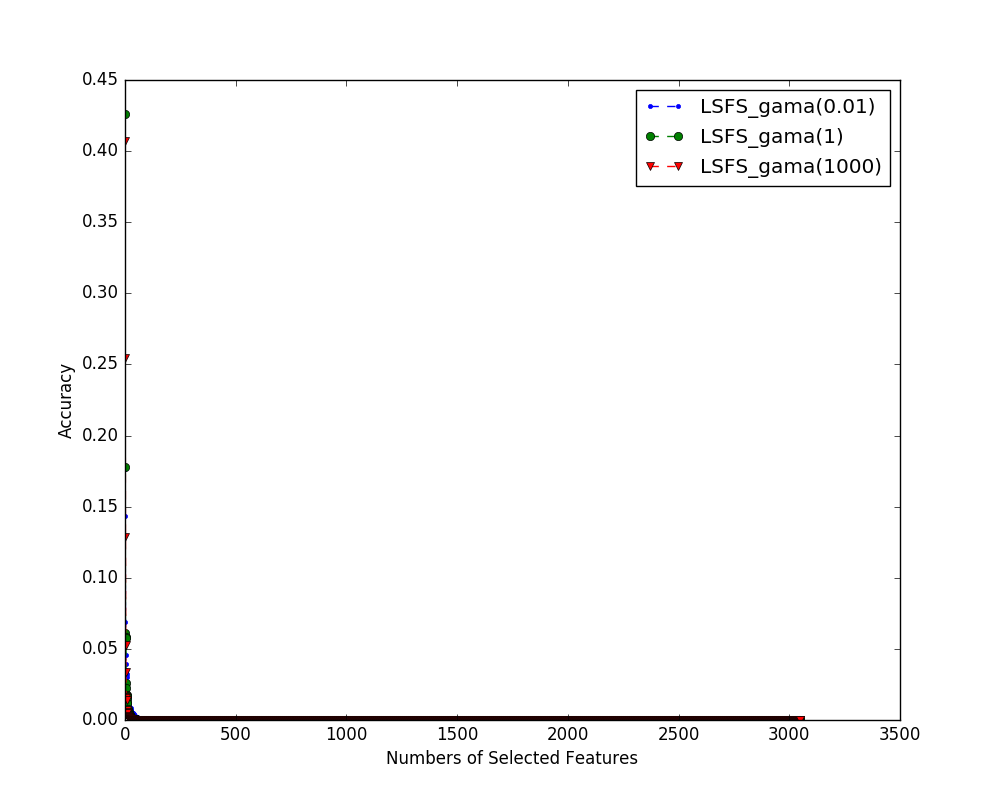 0.45
0.40
0.35
0.30
0.25
0.20
0.15
0.10
0.05
0.00
Accuracy
LSFS_gama(0.01)
LSFS_gama(1)
LSFS_gama(1000)
0 500 1000 1500 2000 2500 3000 3500
Numbers of Selected Features